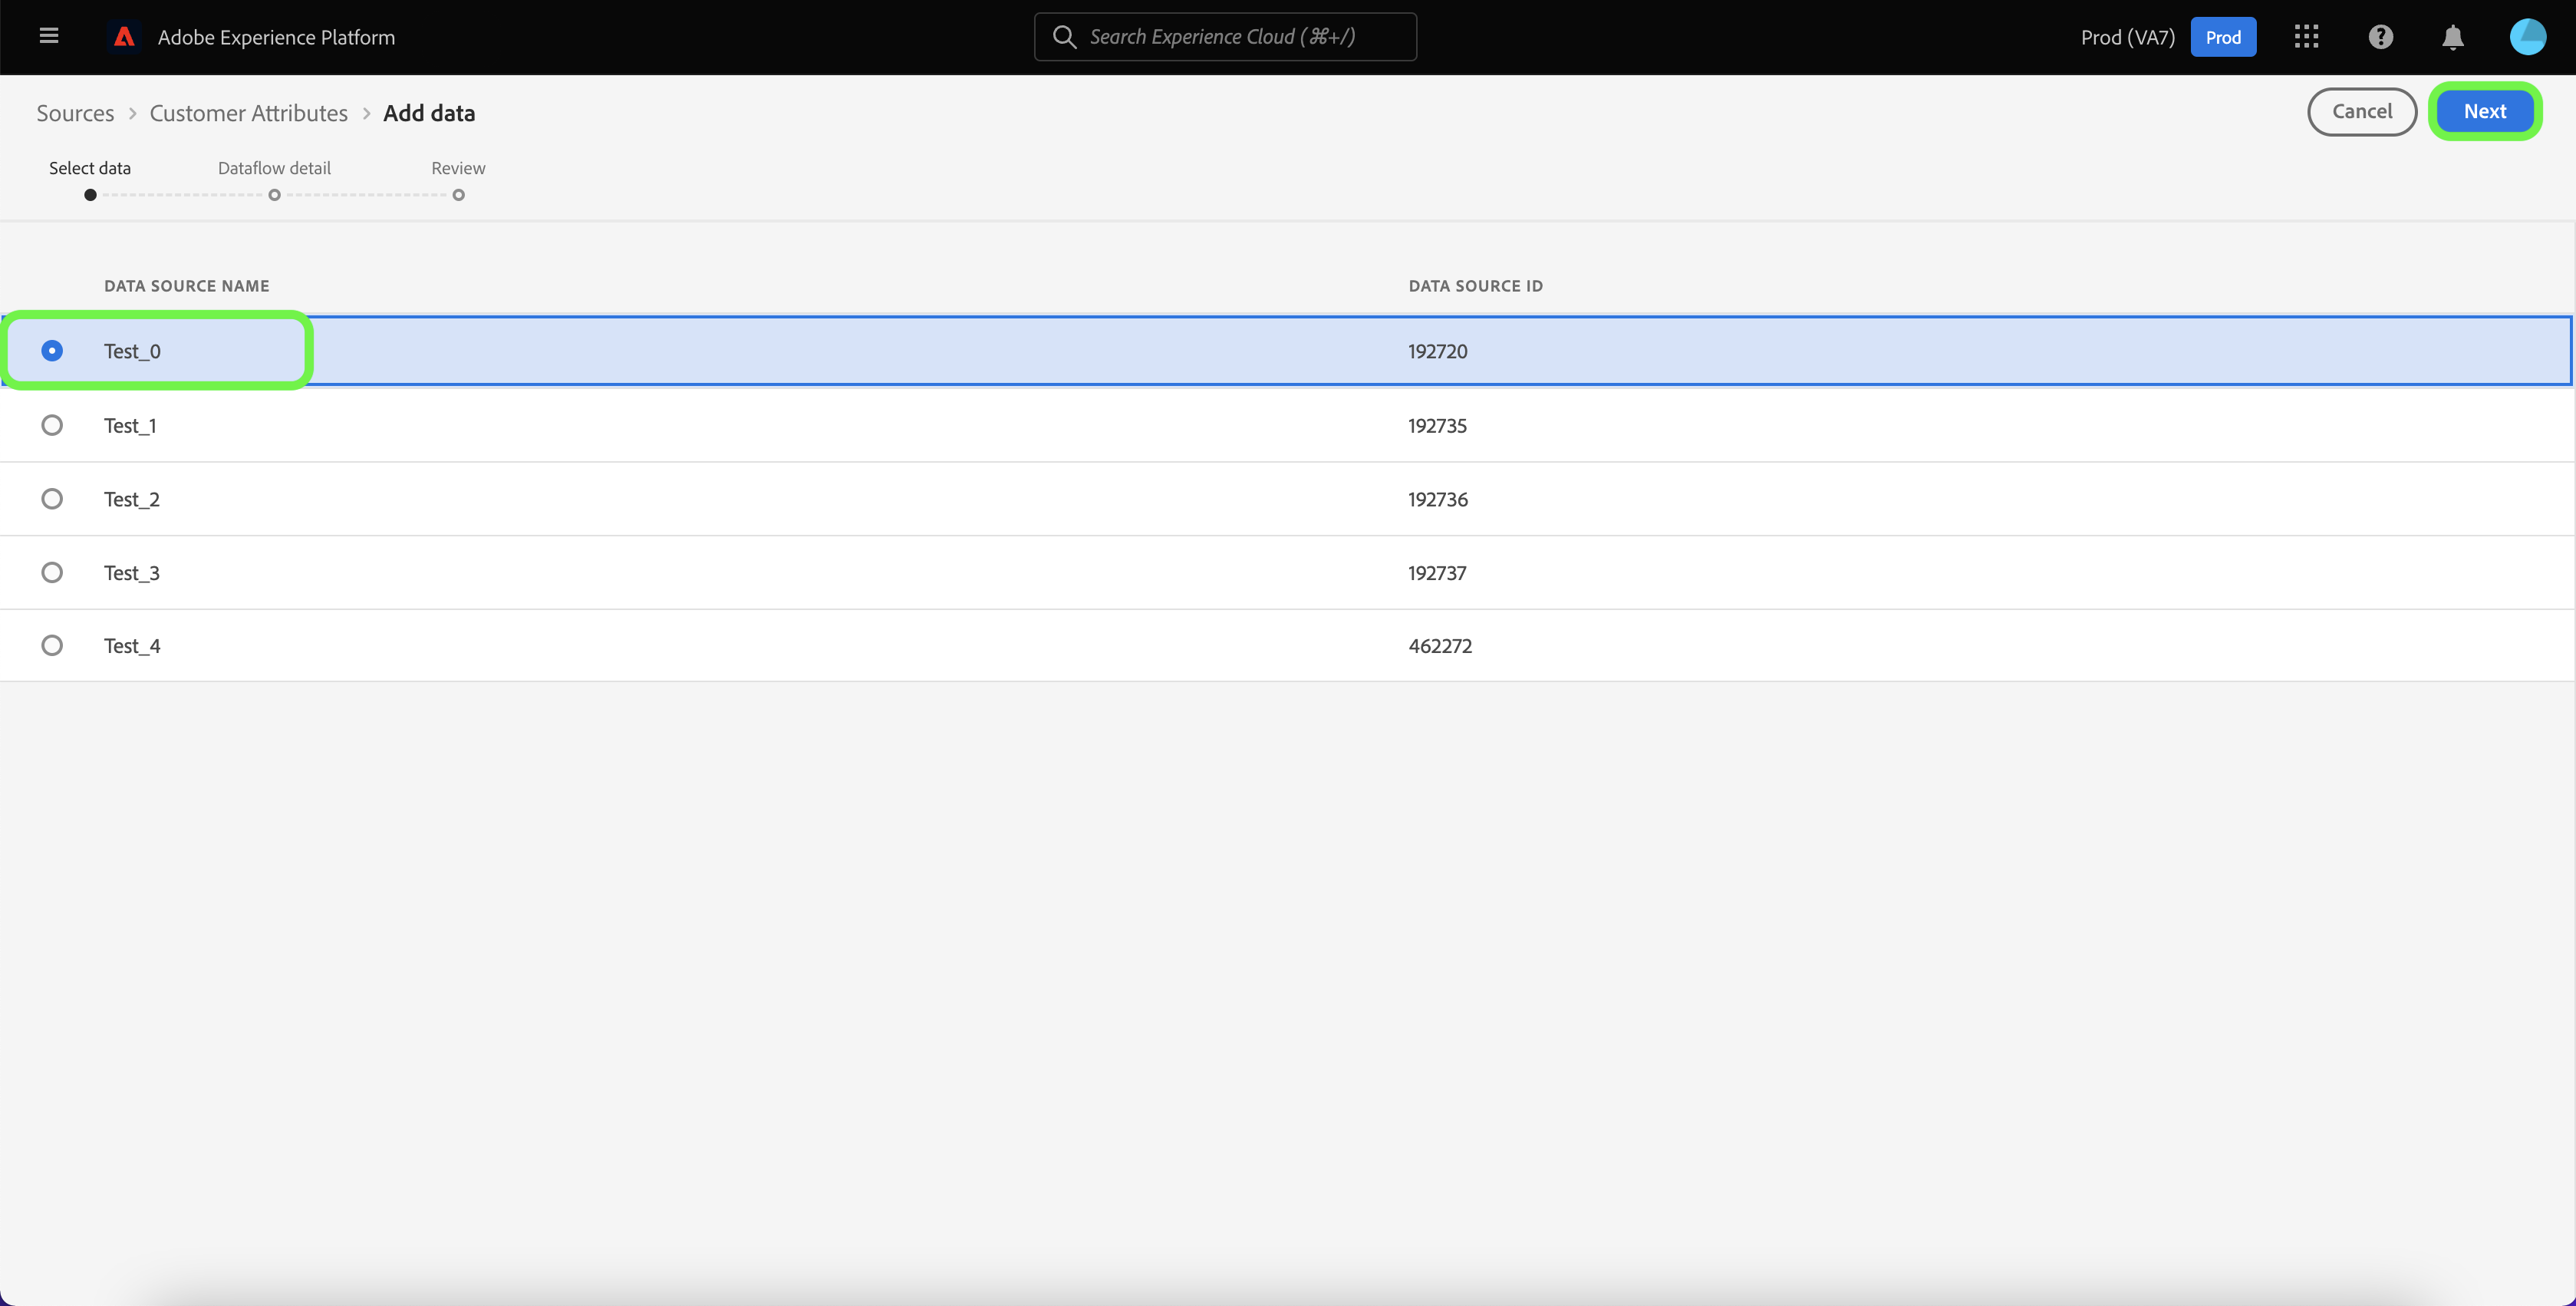 Adobe Experience Platform
Search Experience Cloud (⌘+/)
Prod (VA7)
Prod
Sources > Customer Attributes > Add data
Cancel
Next
Select data
Dataflow detail
Review
DATA SOURCE NAME
DATA SOURCE ID
Test_0
192720
Test_1
192735
Test_2
192736
Test_3
192737
Test_4
462272